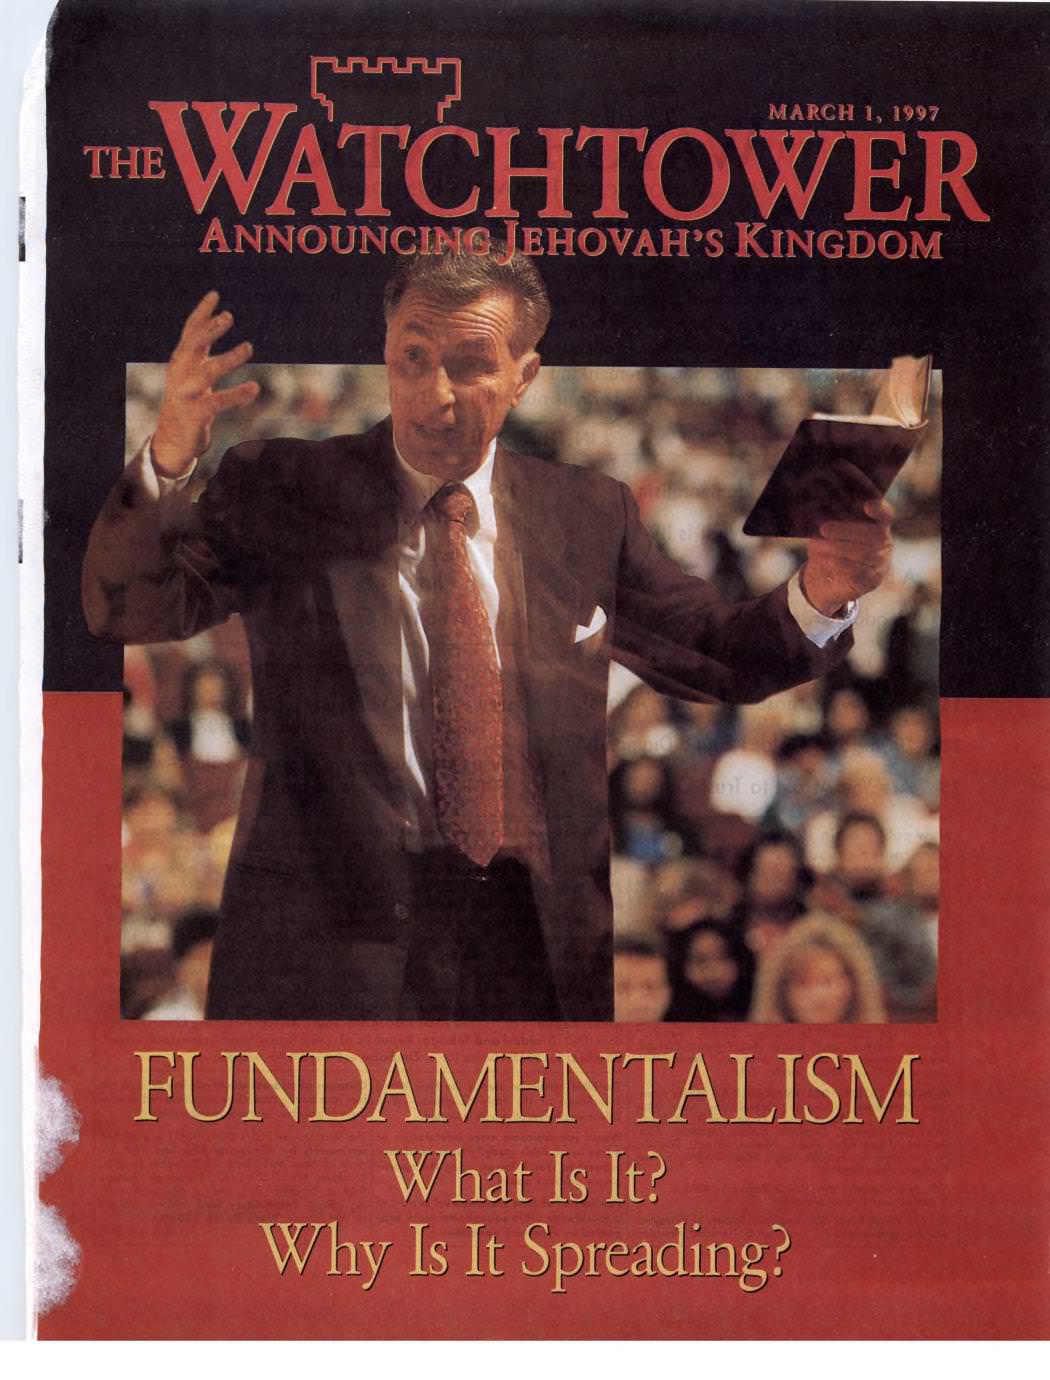 MARCH 1, 1997
THE WATCHTOWER
ANNOUNCING JEHOVAH'S KINGDOM
FUNDAMENTALISM
What Is It?
Why Is It Spreading?